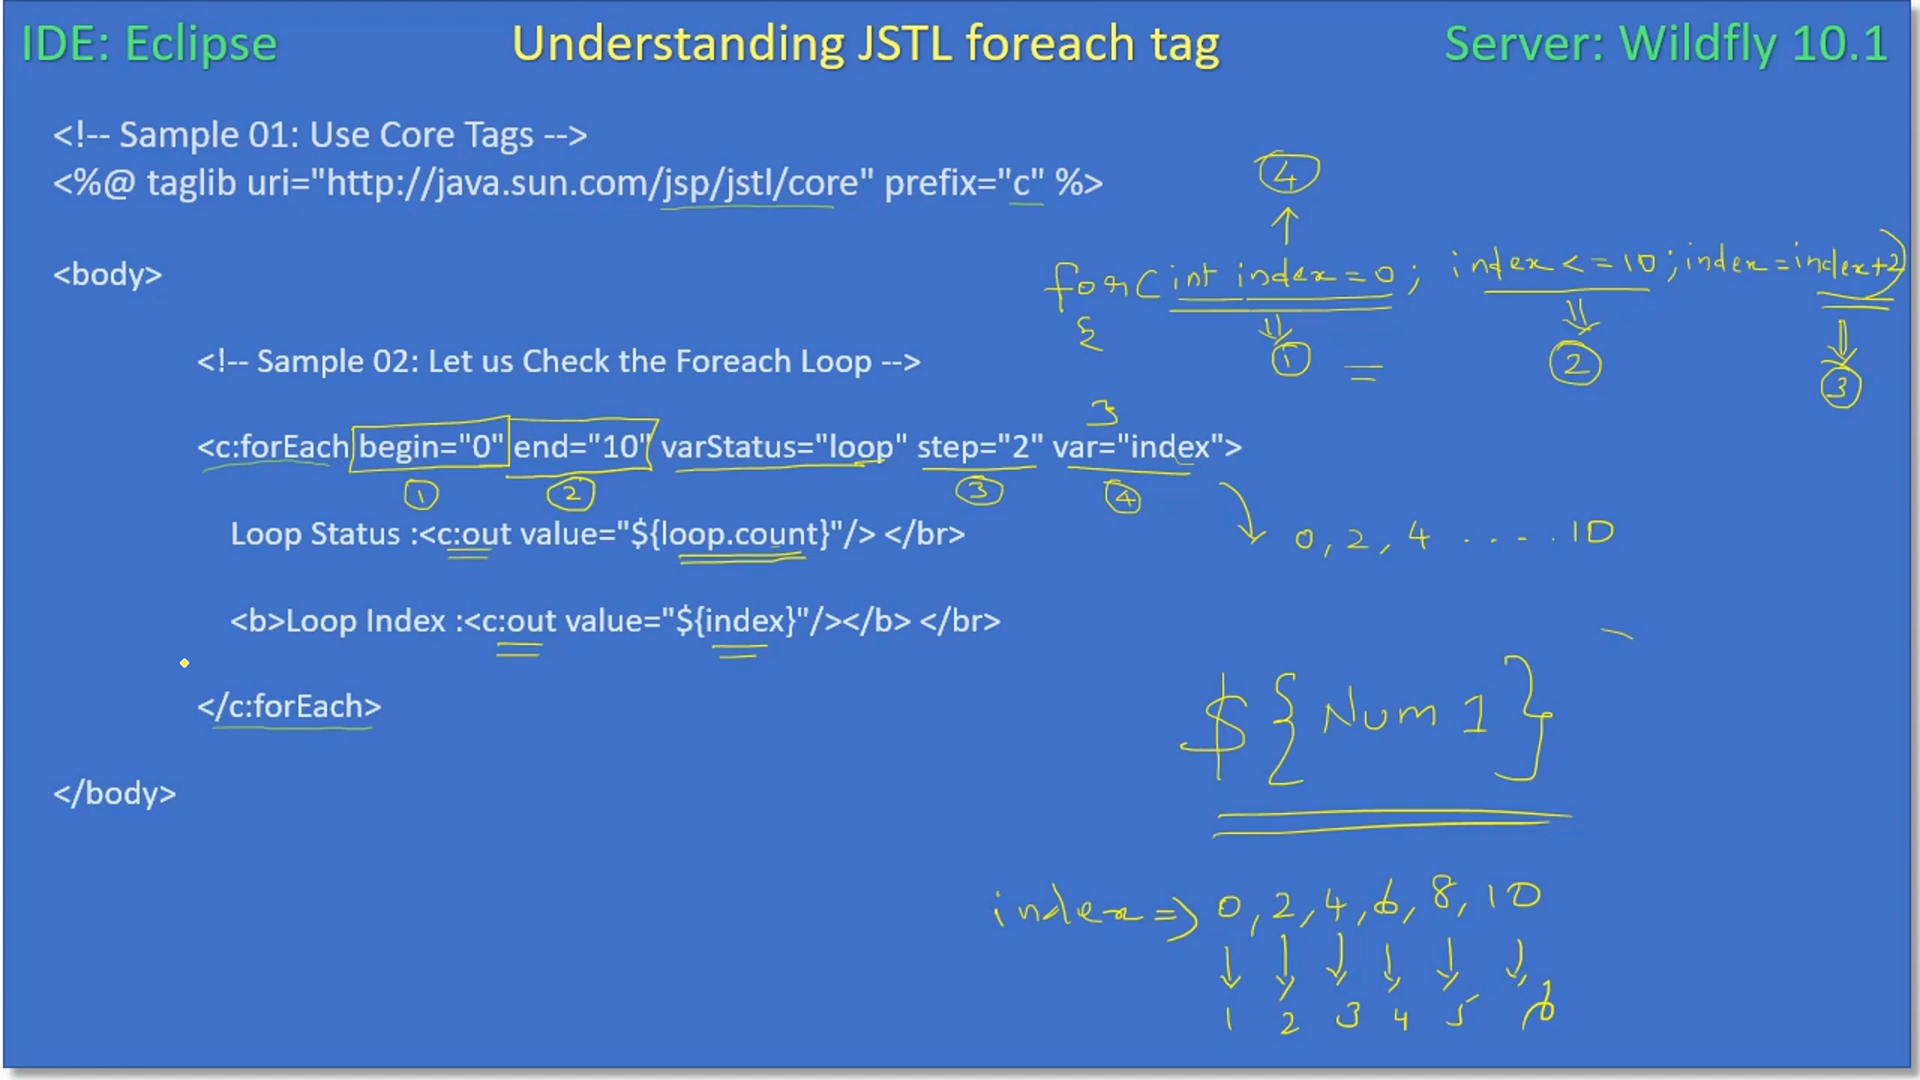 IDE: Eclipse
Understanding JSTL foreach tag
Server: Wildfly 10.1
<!-- Sample 01: Use Core Tags -->
<%@ taglib uri="http://java.sun.com/jsp/jstl/core" prefix="c" %>
4
<body>
for(int index=0; index<=10;index=index+2)
{
1 = 2 3
<!-- Sample 02: Let us Check the Foreach Loop -->
3
<c:forEach begin="0" end="10" varStatus="loop" step="2" var="index">
1 2 3 4
Loop Status :<c:out value="${loop.count}"/> </br>
0, 2, 4 ..... 10
<b>Loop Index :<c:out value="${index}"/></b> </br>
</c:forEach>
${Num1}
</body>
index=> 0, 2, 4, 6, 8, 10
1 2 3 4 5 6